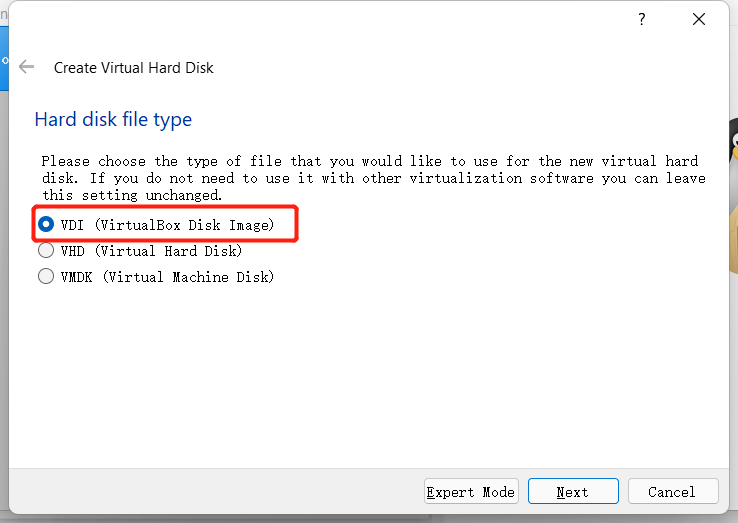 ?
Create Virtual Hard Disk
Hard disk file type
Please choose the type of file that you would like to use for the new virtual hard
disk. If you do not need to use it with other virtualization software you can leave
this setting unchanged.
VDI (VirtualBox Disk Image)
VHD (Virtual Hard Disk)
VMDK (Virtual Machine Disk)
Expert Mode
Next
Cancel